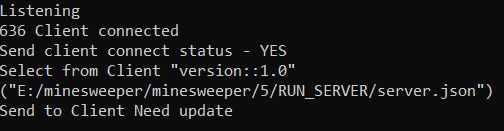 Listening
636 Client connected
Send client connect status - YES
Select from Client "version::1.0"
("E:/minesweeper/minesweeper/5/RUN_SERVER/server.json")
Send to Client Need update